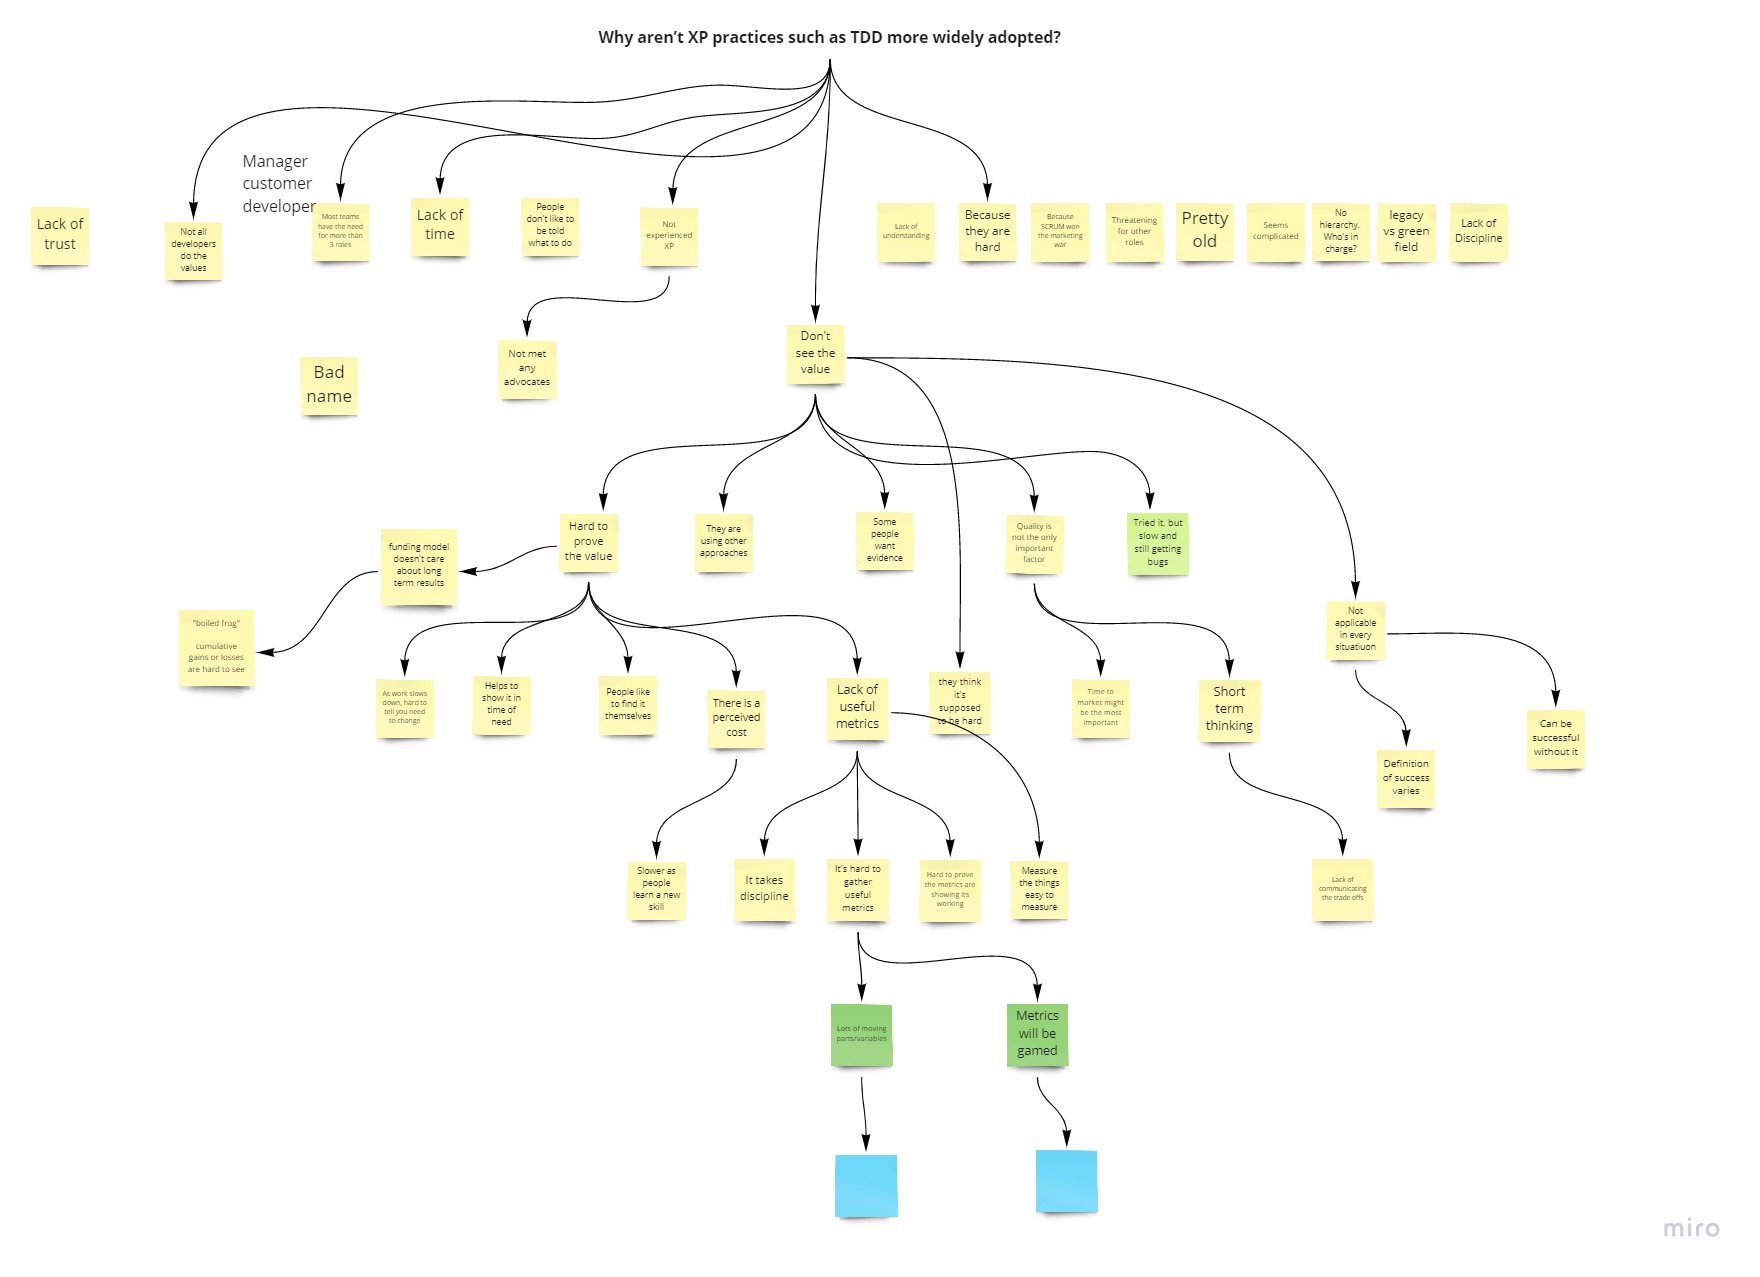 Why aren't XP practices such as TDD more widely adopted?
Manager
customer
developer
Lack of
trust
Not all
developers
do the
values
Most teams
have the need
for more than
3 roles
Lack of
time
People
don't like to
be told
what to do
Not
experienced
XP
Lack of
understanding
Because
they are
hard
Because
SCRUM won
the marketing
war
Threatening
for other
roles
Pretty
old
Seems
complicated
No
hierarchy.
Who's in
charge?
legacy
vs green
field
Lack of
Discipline
Bad
name
Not met
any
advocates
Don't
see the
value
funding model
doesn't care
about long
term results
Hard to
prove
the value
They are
using other
approaches
Some
people
want
evidence
Quality is
not the only
important
factor
Tried it, but
slow and
still getting
bugs
"boiled frog"
cumulative
gains or losses
are hard to see
Not
applicable
in every
situatiuon
As work slows
down, hard to
tell you need
to change
Helps to
show it in
time of
need
People like
to find it
themselves
There is a
perceived
cost
Lack of
useful
metrics
they think
it's
supposed
to be hard
Time to
market might
be the most
important
Short
term
thinking
Definition
of success
varies
Can be
successful
without it
Slower as
people
learn a new
skill
It takes
discipline
It's hard to
gather
useful
metrics
Hard to prove
the metrics are
showing its
working
Measure
the things
easy to
measure
Lack of
communicating
the trade offs
Lots of moving
parts/variables
Metrics
will be
gamed
miro